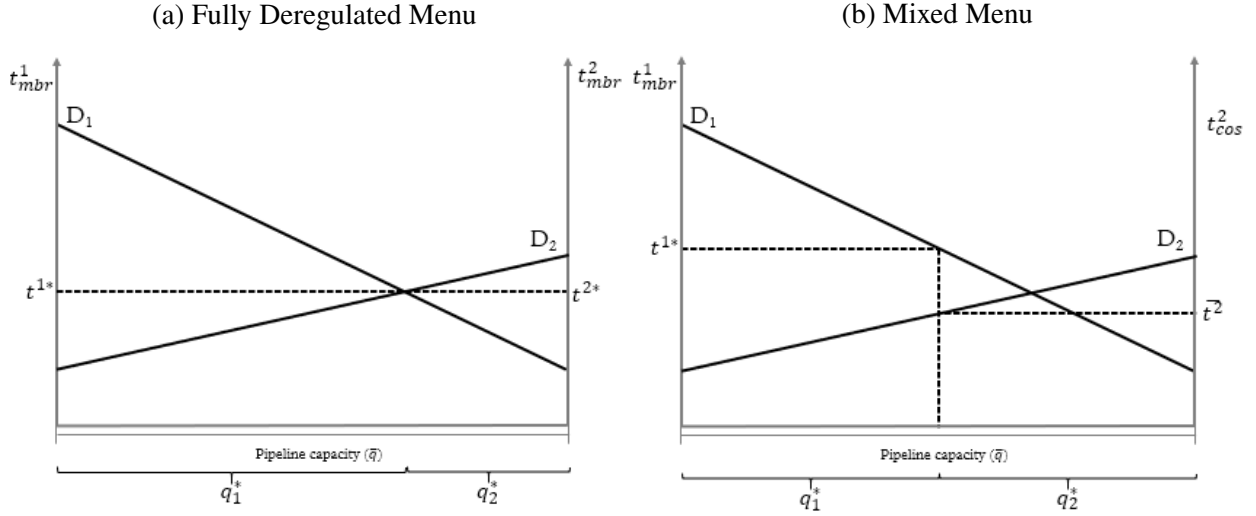 (a) Fully Deregulated Menu
t¹mbr
t²mbr
D₁
D₂
t¹*
t²*
Pipeline capacity (q̄)
q₁*
q₂*
(b) Mixed Menu
t¹mbr
t²cos
D₁
D₂
t¹*
t̄²
Pipeline capacity (q̄)
q₁*
q₂*